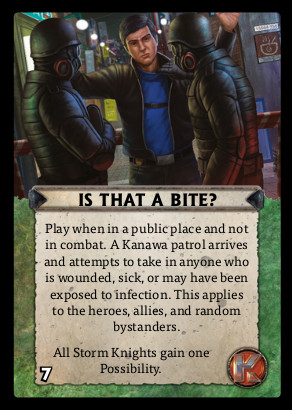 IS THAT A BITE?
Play when in a public place and not
in combat. A Kanawa patrol arrives
and attempts to take in anyone who
is wounded, sick, or may have been
exposed to infection. This applies
to the heroes, allies, and random
bystanders.
All Storm Knights gain one
Possibility.
7